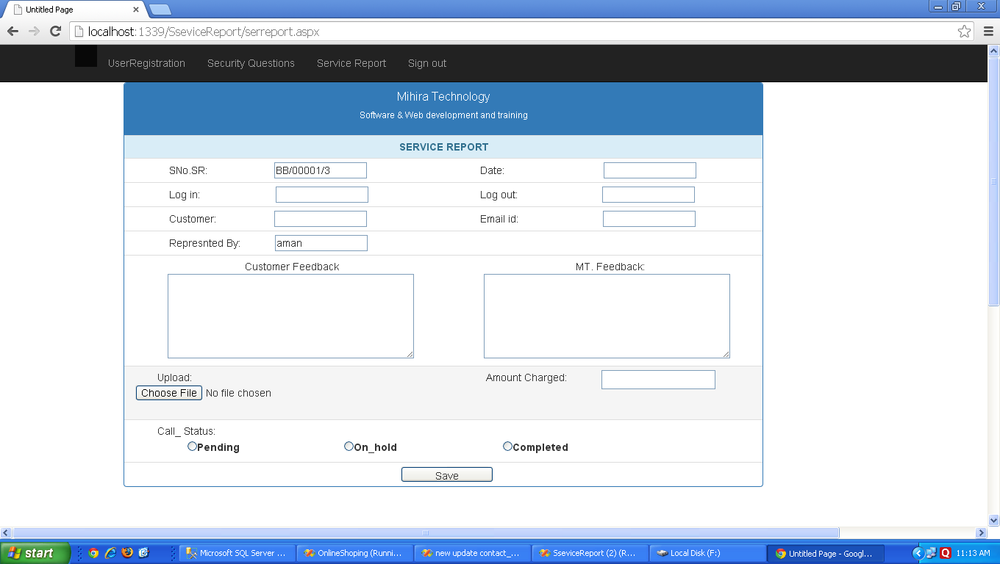 Untitled Page
localhost:1339/SseviceReport/serreport.aspx
UserRegistration Security Questions Service Report Sign out
Mihira Technology
Software & Web development and training
SERVICE REPORT
SNo.SR: BB/00001/3 Date:
Log in: Log out:
Customer: Email id:
Represnted By: aman
Customer Feedback MT. Feedback:
Upload: Amount Charged:
Choose File No file chosen
Call_ Status:
Pending On_hold Completed
Save
start Microsoft SQL Server ... OnlineShoping (Runni... new update contact_... SseviceReport (2) (R... Local Disk (F:) Untitled Page - Googl... 11:13 AM